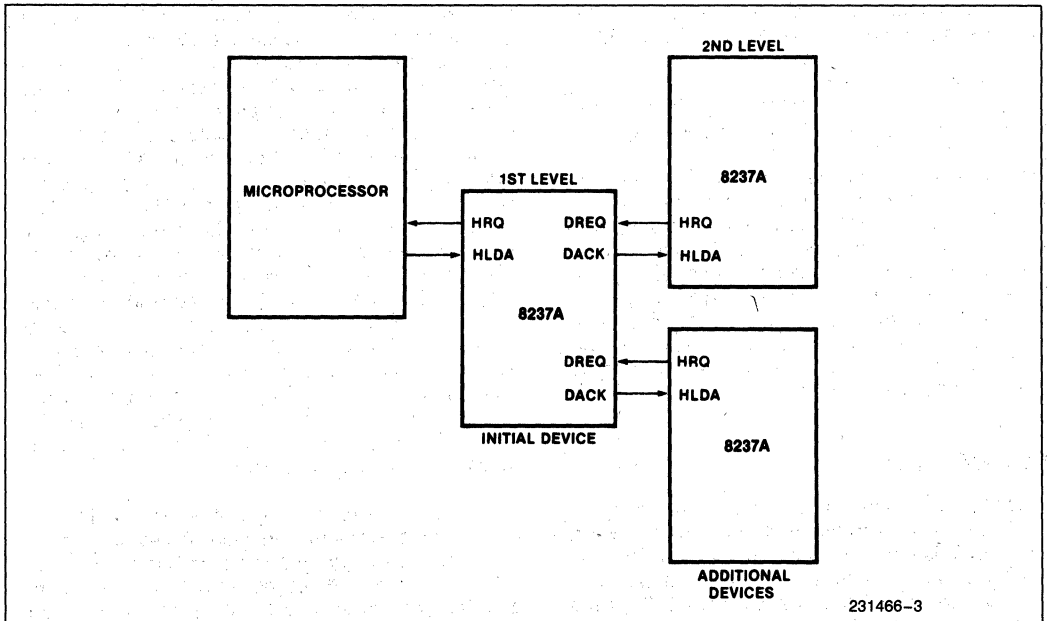 2ND LEVEL
MICROPROCESSOR
8237A
1ST LEVEL
HRQ DREQ HRQ
HLDA DACK HLDA
8237A
DREQ HRQ
DACK HLDA
INITIAL DEVICE
8237A
ADDITIONAL
DEVICES
231466–3